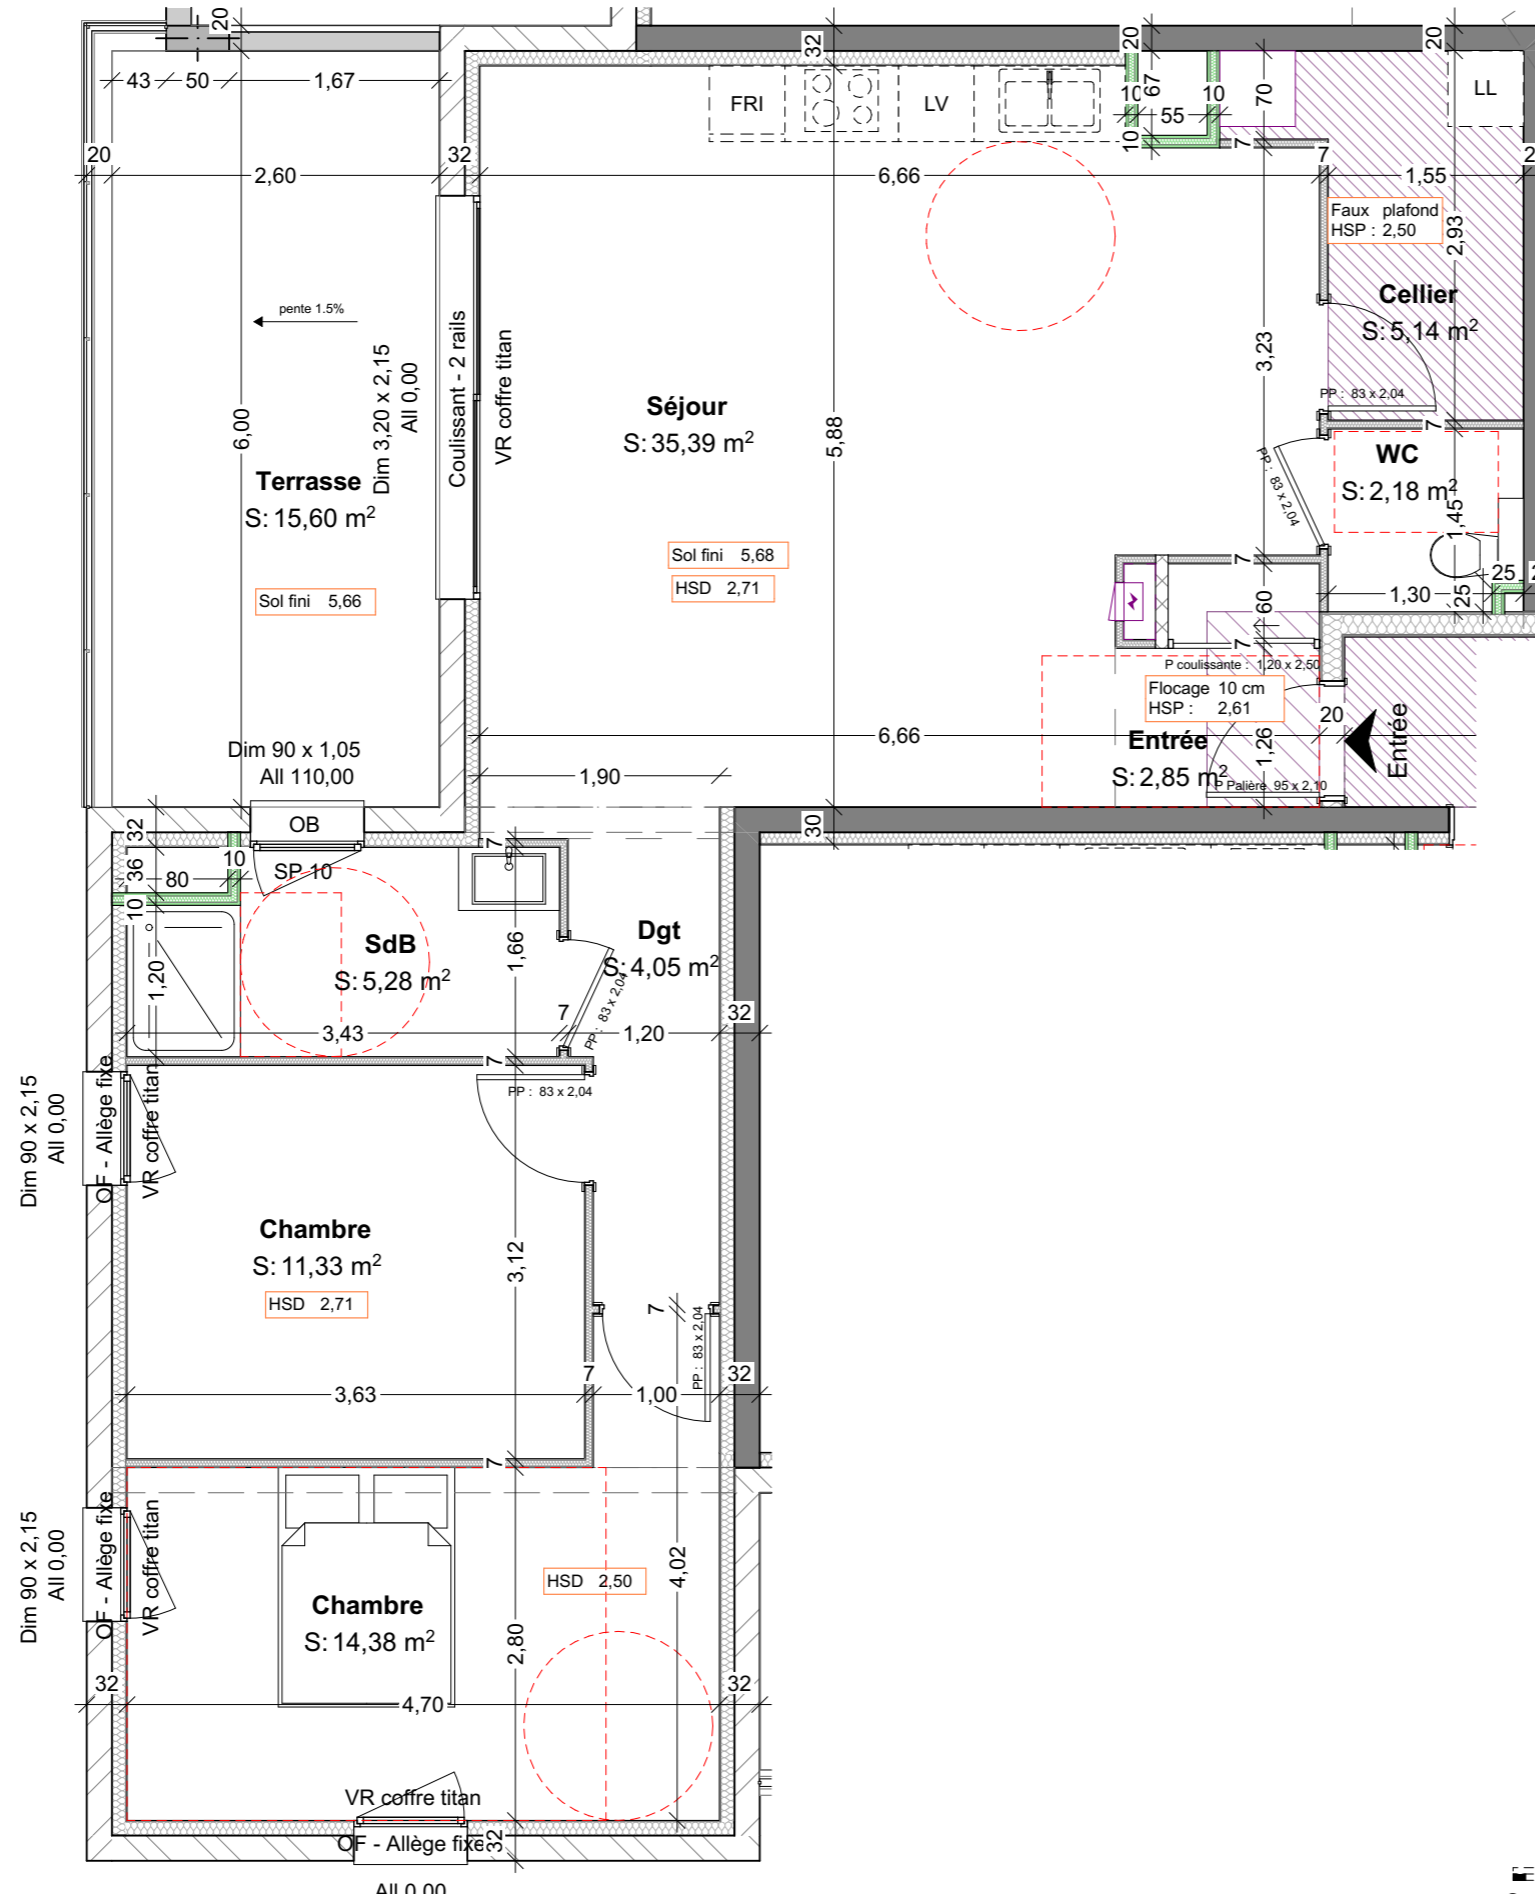 20
32
20
20
43
50
1,67
FRI
LV
10
67
10
55
10
70
LL
7
20
2,60
32
6,66
7
1,55
2
Faux plafond
HSP : 2,50
2,93
pente 1.5%
Cellier
S: 5,14 m²
PP : 83 x 2,04
7
Dim 3,20 x 2,15
All 0,00
Coulissant - 2 rails
VR coffre titan
6,00
Séjour
S: 35,39 m²
5,88
3,23
Terrasse
S: 15,60 m²
WC
S: 2,18 m²
PP : 83 x 2,04
1,45
Sol fini 5,68
HSD 2,71
Sol fini 5,66
7
60
7
25
2
1,30
25
P coulissante : 1,20 x 2,50
Flocage 10 cm
HSP : 2,61
20
Entrée
6,66
Entrée
S: 2,85 m²
1,26
P Palière 95 x 2,10
Dim 90 x 1,05
All 110,00
1,90
OB
30
32
36
10
80
10
SP 10
7
SdB
S: 5,28 m²
1,66
Dgt
S: 4,05 m²
PP : 83 x 2,04
1,20
3,43
7
1,20
32
7
PP : 83 x 2,04
Dim 90 x 2,15
All 0,00
OF - Allège fixe
VR coffre titan
Chambre
S: 11,33 m²
HSD 2,71
3,12
7
PP : 83 x 2,04
3,63
7
1,00
32
7
Dim 90 x 2,15
All 0,00
OF - Allège fixe
VR coffre titan
HSD 2,50
4,02
Chambre
S: 14,38 m²
2,80
32
4,70
32
VR coffre titan
OF - Allège fixe
32
All 0,00